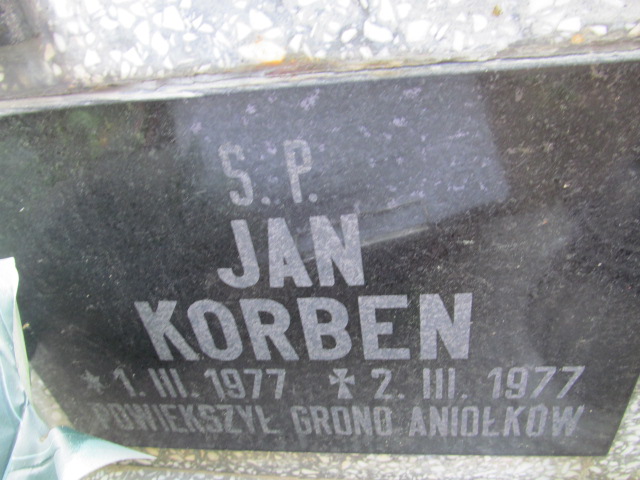 S.P.
JAN
KORBEN
* 1. III. 1977 ✝ 2. III. 1977
POWIEKSZYŁ GRONO ANIOŁKOW